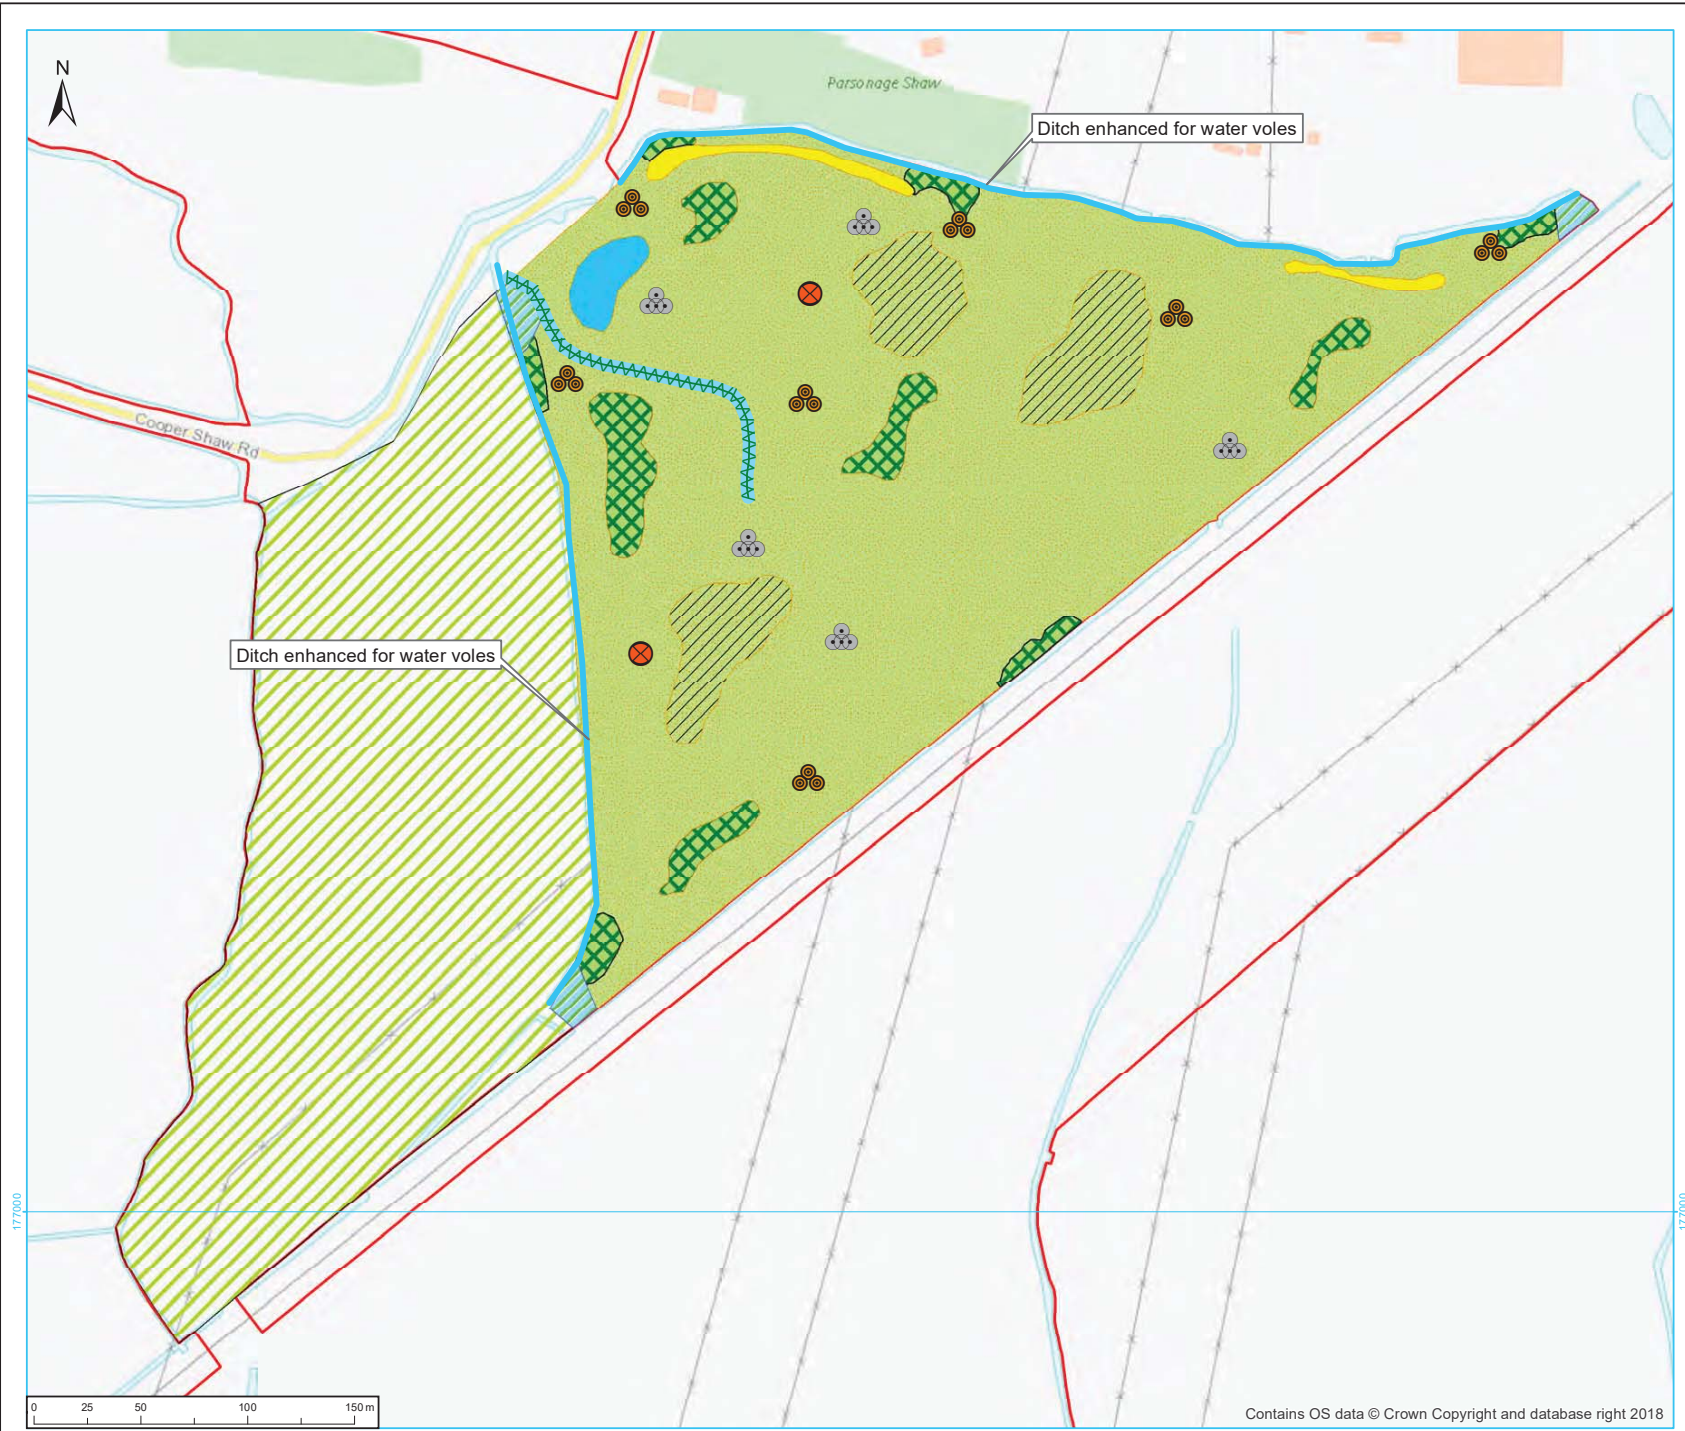 N
Parsonage Shaw
Ditch enhanced for water voles
Cooper Shaw Rd
Ditch enhanced for water voles
177000
177000
0 25 50 100 150 m
Contains OS data © Crown Copyright and database right 2018